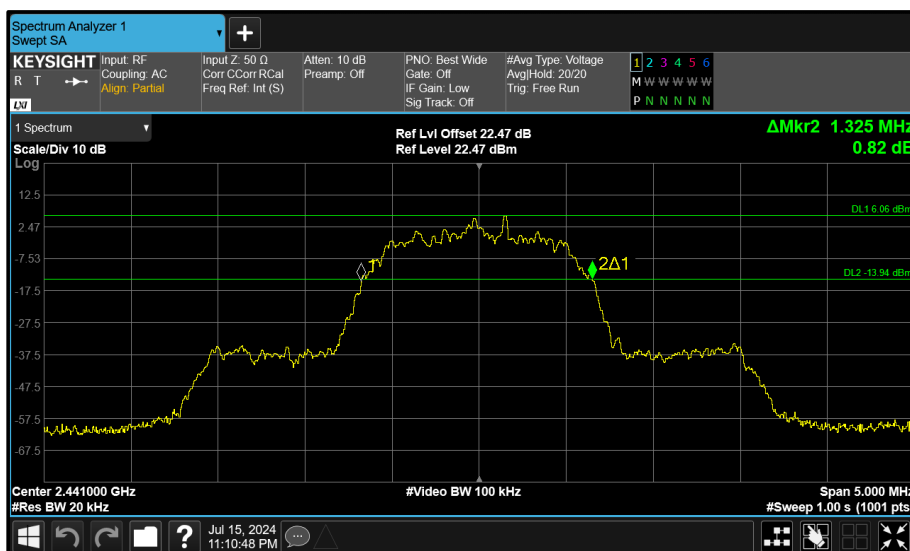 Spectrum Analyzer 1
Swept SA
KEYSIGHT
R T
LXI
Input: RF
Coupling: AC
Align: Partial
Input Z: 50 Ω
Corr CCorr RCal
Freq Ref: Int (S)
Atten: 10 dB
Preamp: Off
PNO: Best Wide
Gate: Off
IF Gain: Low
Sig Track: Off
#Avg Type: Voltage
Avg|Hold: 20/20
Trig: Free Run
1 2 3 4 5 6
M W W W W W
P N N N N N
1 Spectrum
Scale/Div 10 dB
Log
Ref Lvl Offset 22.47 dB
Ref Level 22.47 dBm
ΔMkr2 1.325 MHz
0.82 dB
12.5
2.47
-7.53
-17.5
-27.5
-37.5
-47.5
-57.5
-67.5
DL1 6.06 dBm
1
2Δ1
DL2 -13.94 dBm
Center 2.441000 GHz
#Res BW 20 kHz
#Video BW 100 kHz
Span 5.000 MHz
#Sweep 1.00 s (1001 pts
?
Jul 15, 2024
11:10:48 PM